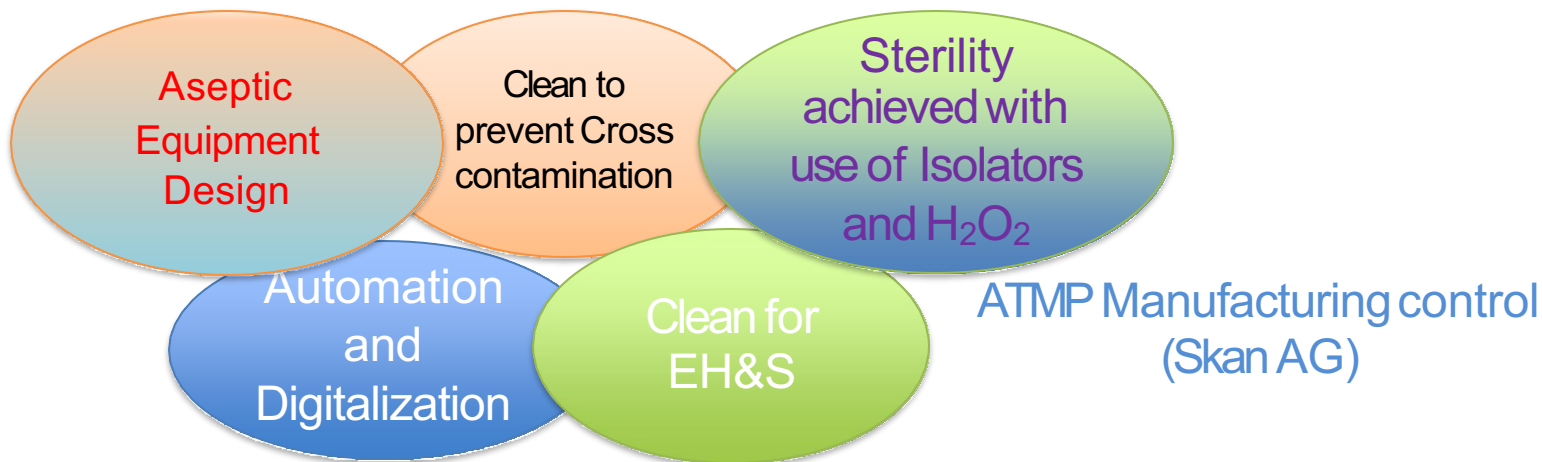 Aseptic
Equipment
Design
Clean to
prevent Cross
contamination
Sterility
achieved with
use of Isolators
and H₂O₂
Automation
and
Digitalization
Clean for
EH&S
ATMP Manufacturing control
(Skan AG)